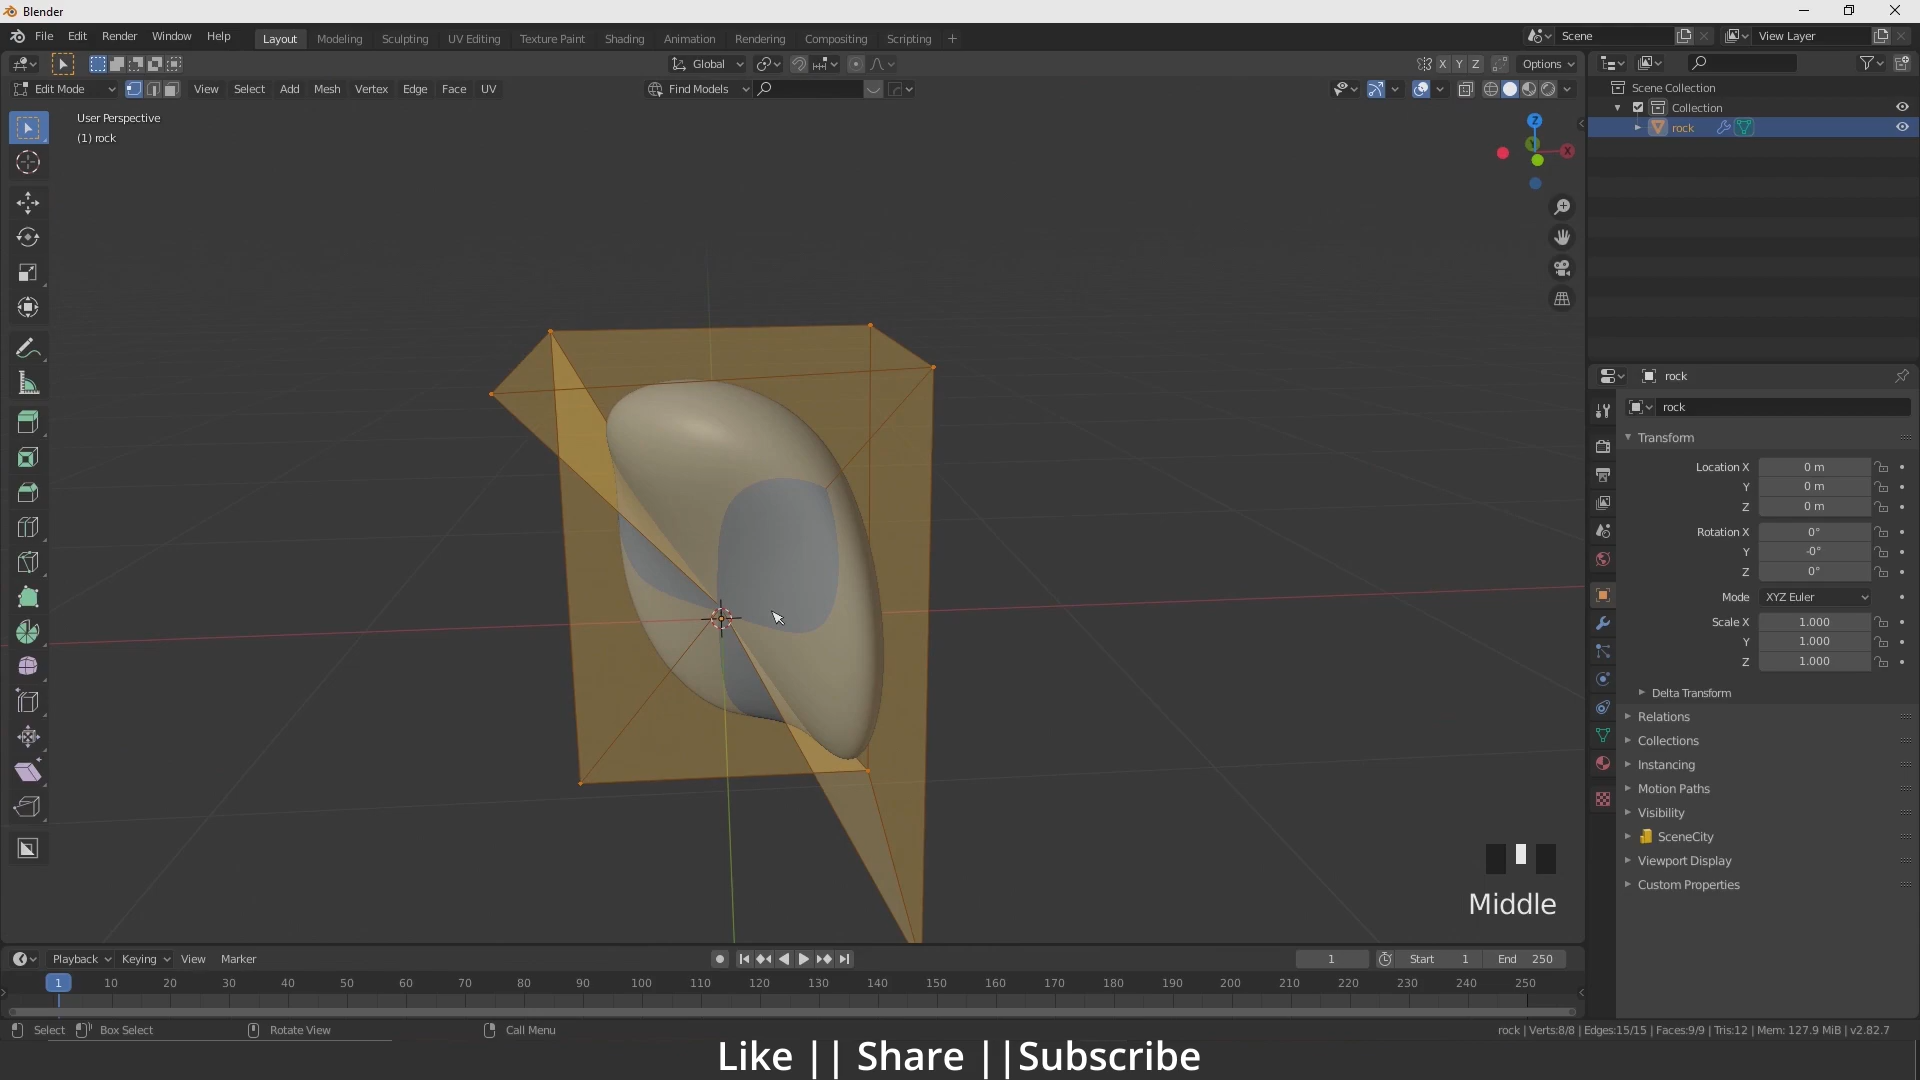 Blender
File Edit Render Window Help
Layout Modeling Sculpting UV Editing Texture Paint Shading Animation Rendering Compositing Scripting +
Scene
View Layer
Global
X Y Z
Options
Edit Mode
View Select Add Mesh Vertex Edge Face UV
Find Models
User Perspective
(1) rock
Z
Y
X
Scene Collection
Collection
rock
rock
rock
Transform
Location X 0 m
Y 0 m
Z 0 m
Rotation X 0°
Y -0°
Z 0°
Mode XYZ Euler
Scale X 1.000
Y 1.000
Z 1.000
Delta Transform
Relations
Collections
Instancing
Motion Paths
Visibility
SceneCity
Viewport Display
Custom Properties
Middle
Playback Keying View Marker
1
Start 1
End 250
1 10 20 30 40 50 60 70 80 90 100 110 120 130 140 150 160 170 180 190 200 210 220 230 240 250
Select Box Select Rotate View Call Menu
rock | Verts:8/8 | Edges:15/15 | Faces:9/9 | Tris:12 | Mem: 127.9 MiB | v2.82.7
Like || Share ||Subscribe